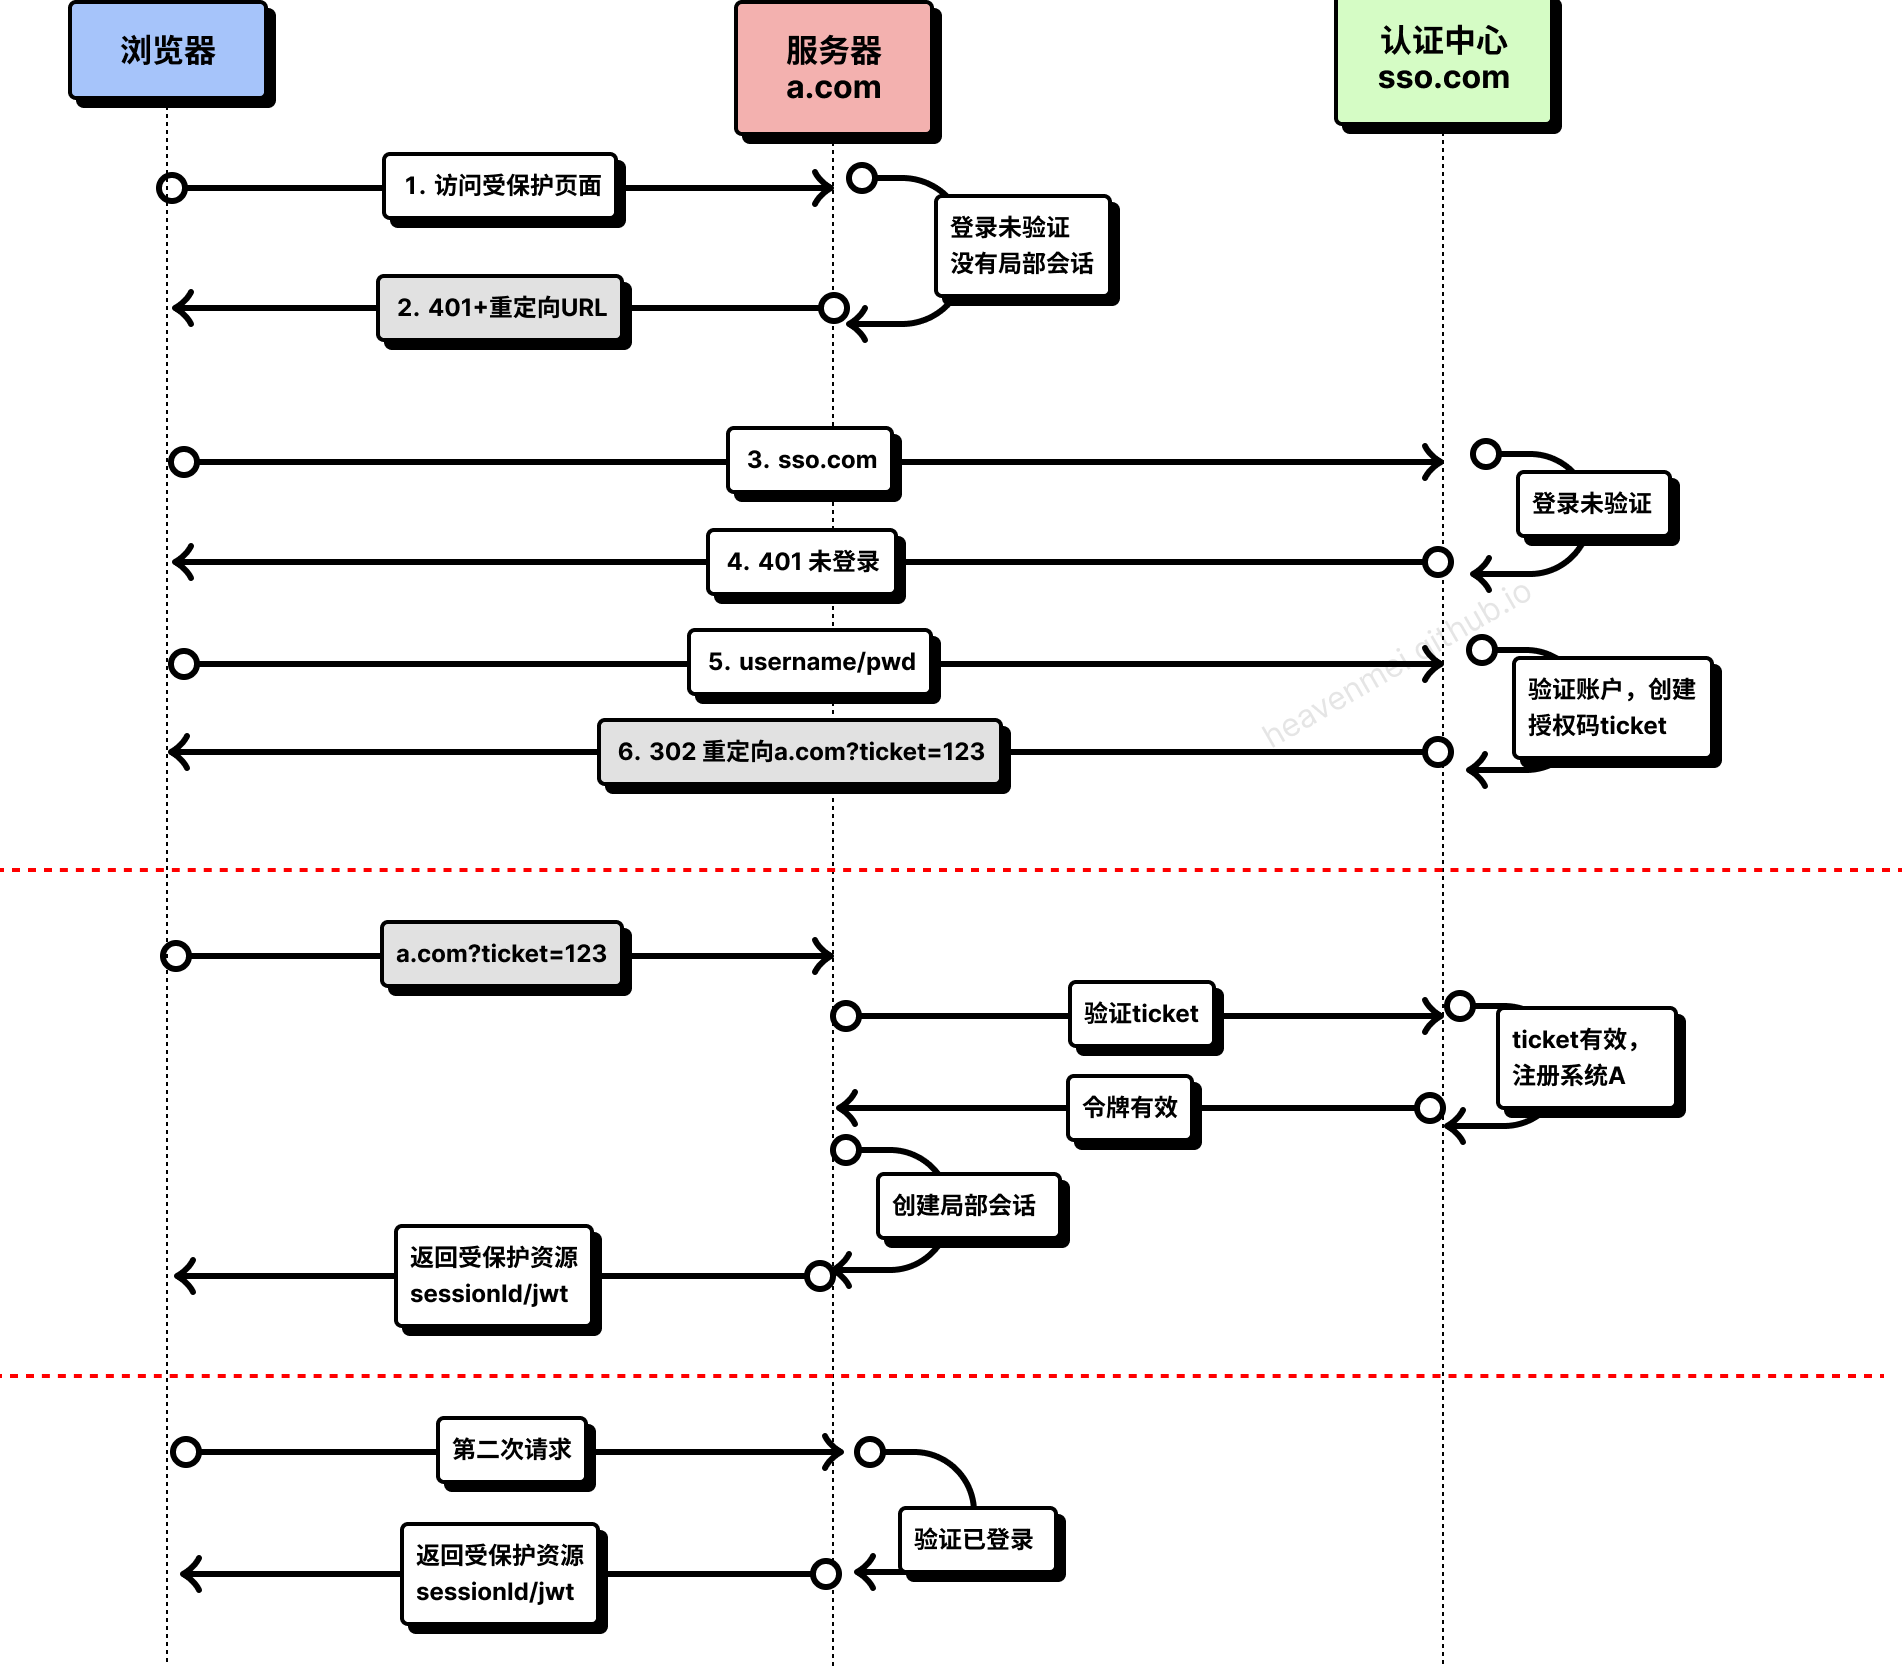 浏览器
服务器
a.com
认证中心
sso.com
1. 访问受保护页面
登录未验证
没有局部会话
2. 401+重定向URL
3. sso.com
登录未验证
4. 401 未登录
heavenmei.github.io
5. username/pwd
验证账户，创建
授权码ticket
6. 302 重定向a.com?ticket=123
a.com?ticket=123
验证ticket
ticket有效，
注册系统A
令牌有效
创建局部会话
返回受保护资源
sessionId/jwt
第二次请求
验证已登录
返回受保护资源
sessionId/jwt